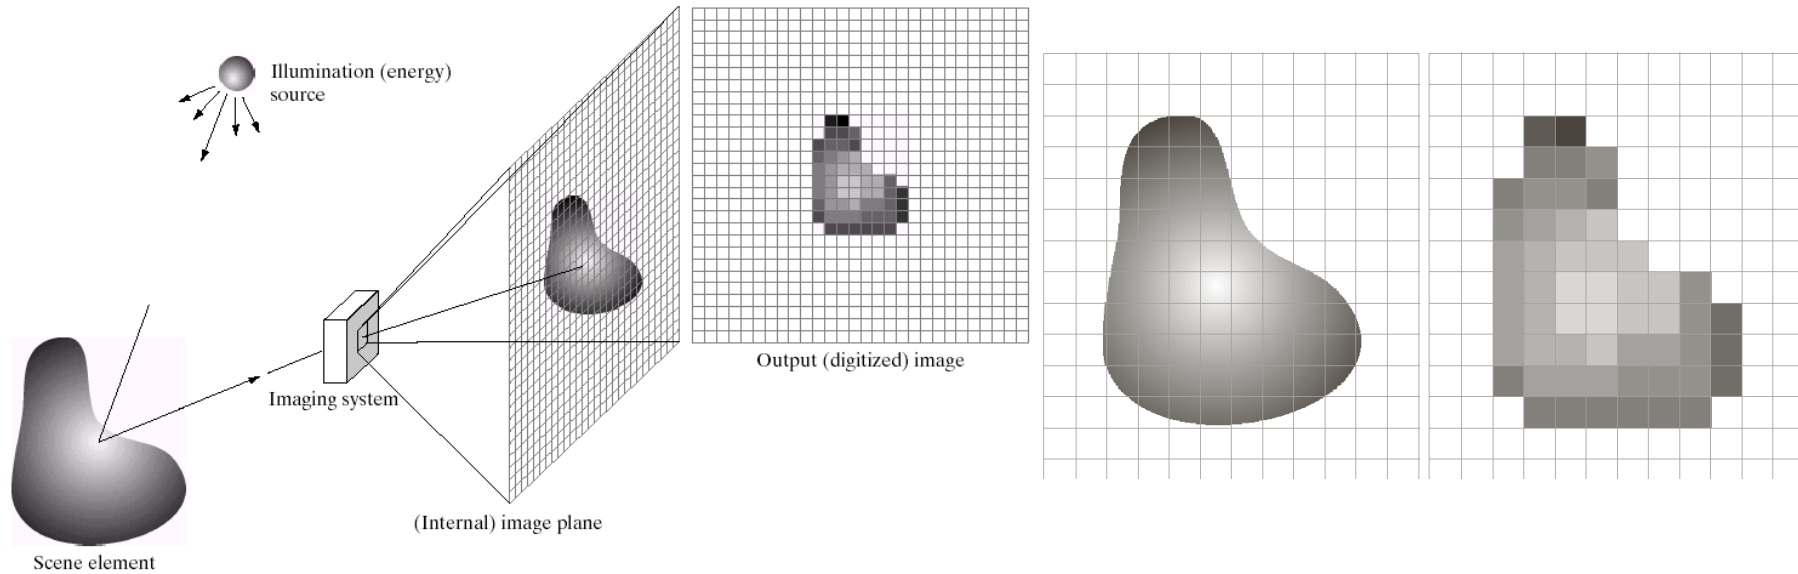 Illumination (energy)
source
Output (digitized) image
Imaging system
(Internal) image plane
Scene element